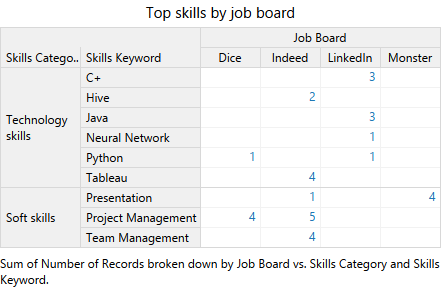 Top skills by job board
Job Board
Skills Catego.. Skills Keyword Dice Indeed LinkedIn Monster
Technology skills
C+ 3
Hive 2
Java 3
Neural Network 1
Python 1 1
Tableau 4
Soft skills
Presentation 1 4
Project Management 4 5
Team Management 4
Sum of Number of Records broken down by Job Board vs. Skills Category and Skills
Keyword.